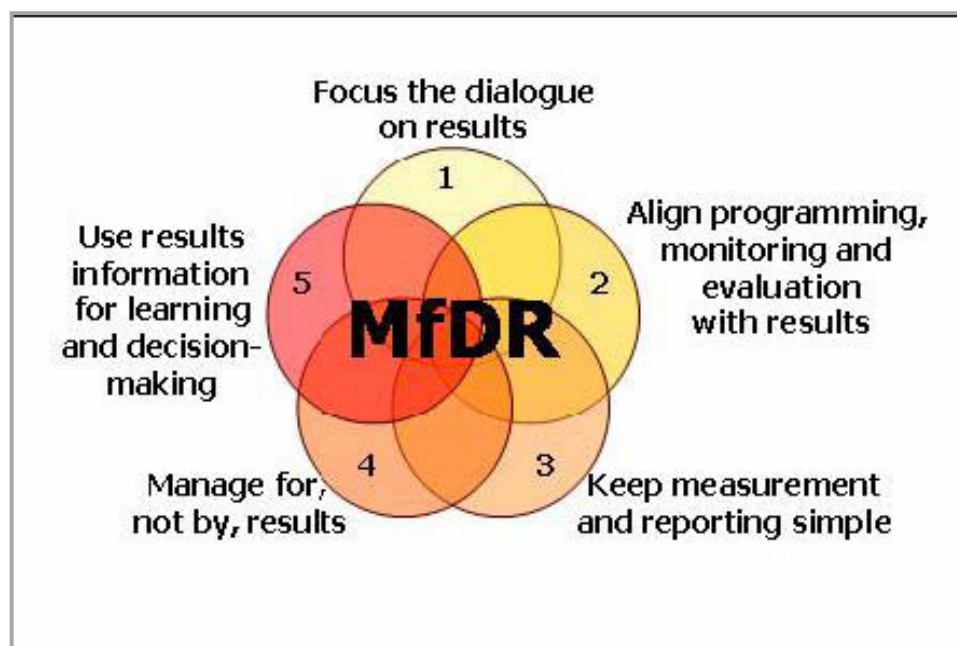 Focus the dialogue
on results
1
Align programming,
monitoring and
evaluation
with results
2
Keep measurement
and reporting simple
3
Manage for,
not by, results
4
Use results
information
for learning
and decision-
making
5
MfDR